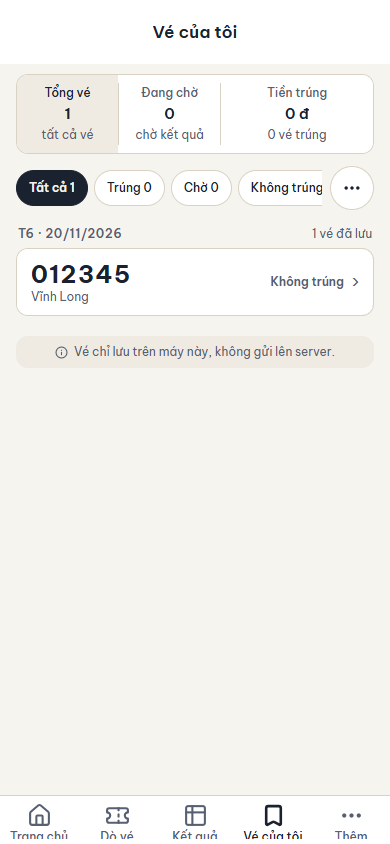 Vé của tôi
Tổng vé
1
tất cả vé
Đang chờ
0
chờ kết quả
Tiền trúng
0 đ
0 vé trúng
Tất cả 1
Trúng 0
Chờ 0
Không trúng
T6 · 20/11/2026
1 vé đã lưu
012345
Vĩnh Long
Không trúng
Vé chỉ lưu trên máy này, không gửi lên server.
Trang chủ
Dò vé
Kết quả
Vé của tôi
Thêm